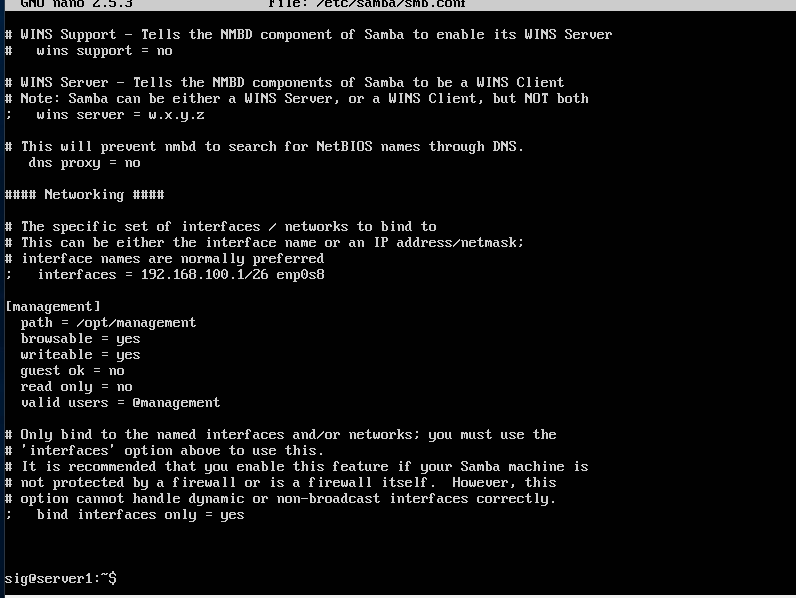 GNU nano 2.5.3 File: /etc/samba/smb.conf
# WINS Support - Tells the NMBD component of Samba to enable its WINS Server
#   wins support = no
# WINS Server - Tells the NMBD components of Samba to be a WINS Client
# Note: Samba can be either a WINS Server, or a WINS Client, but NOT both
;   wins server = w.x.y.z
# This will prevent nmbd to search for NetBIOS names through DNS.
   dns proxy = no
#### Networking ####
# The specific set of interfaces / networks to bind to
# This can be either the interface name or an IP address/netmask;
# interface names are normally preferred
;   interfaces = 192.168.100.1/26 enp0s8
[management]
  path = /opt/management
  browsable = yes
  writeable = yes
  guest ok = no
  read only = no
  valid users = @management
# Only bind to the named interfaces and/or networks; you must use the
# 'interfaces' option above to use this.
# It is recommended that you enable this feature if your Samba machine is
# not protected by a firewall or is a firewall itself.  However, this
# option cannot handle dynamic or non-broadcast interfaces correctly.
;   bind interfaces only = yes
sig@server1:~$